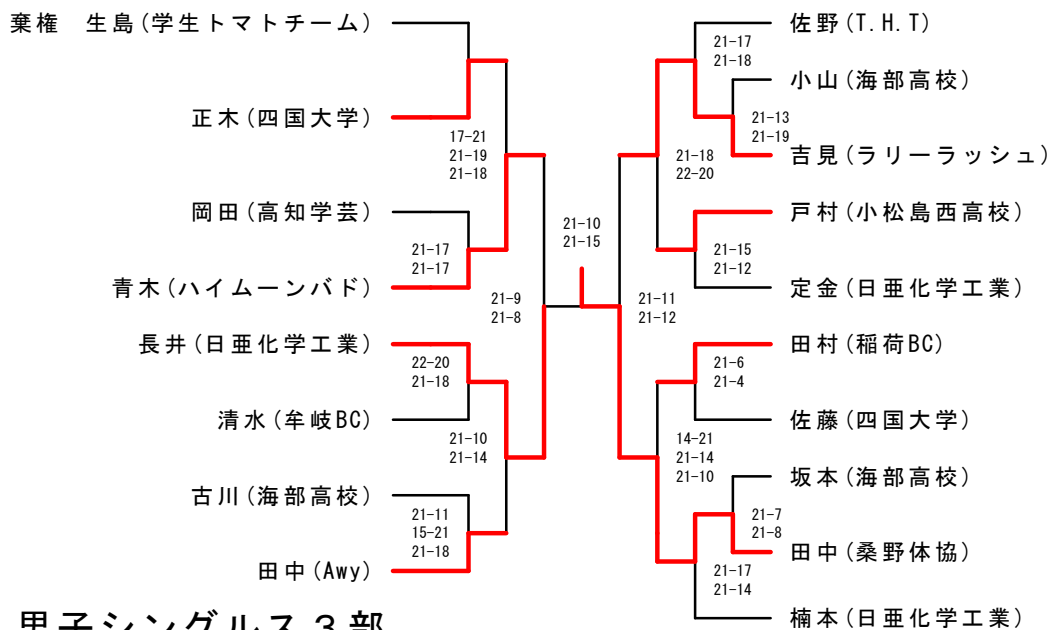 棄権　生島(学生トマトチーム)
正木(四国大学)
17-21
21-19
21-18
岡田(高知学芸)
21-17
21-17
青木(ハイムーンバド)
21-9
21-8
長井(日亜化学工業)
22-20
21-18
清水(牟岐BC)
21-10
21-14
古川(海部高校)
21-11
15-21
21-18
田中(Awy)
21-10
21-15
佐野(T.H.T)
21-17
21-18
小山(海部高校)
21-13
21-19
吉見(ラリーラッシュ)
21-18
22-20
戸村(小松島西高校)
21-15
21-12
定金(日亜化学工業)
21-11
21-12
田村(稲荷BC)
21-6
21-4
佐藤(四国大学)
14-21
21-14
21-10
坂本(海部高校)
21-7
21-8
田中(桑野体協)
21-17
21-14
楠本(日亜化学工業)
男子シングルス３部